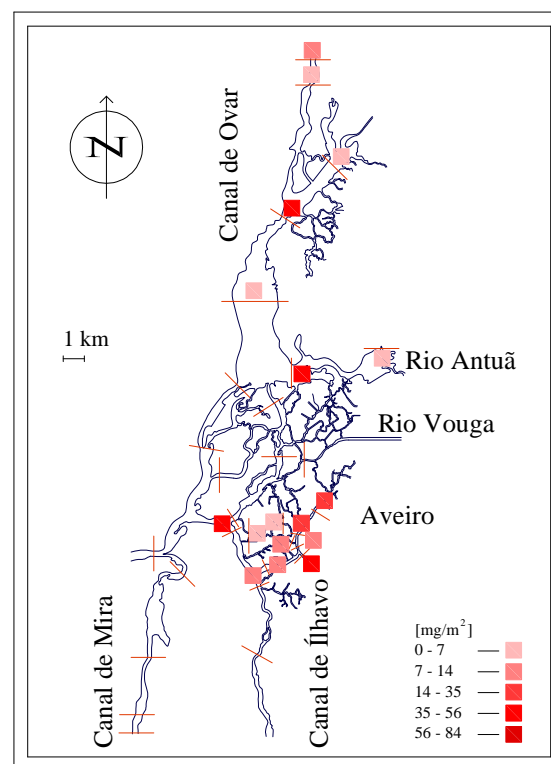 Canal de Ovar
N
1 km
Rio Antuã
Rio Vouga
Aveiro
Canal de Mira
Canal de Ílhavo
[mg/m²]
0 - 7
7 - 14
14 - 35
35 - 56
56 - 84